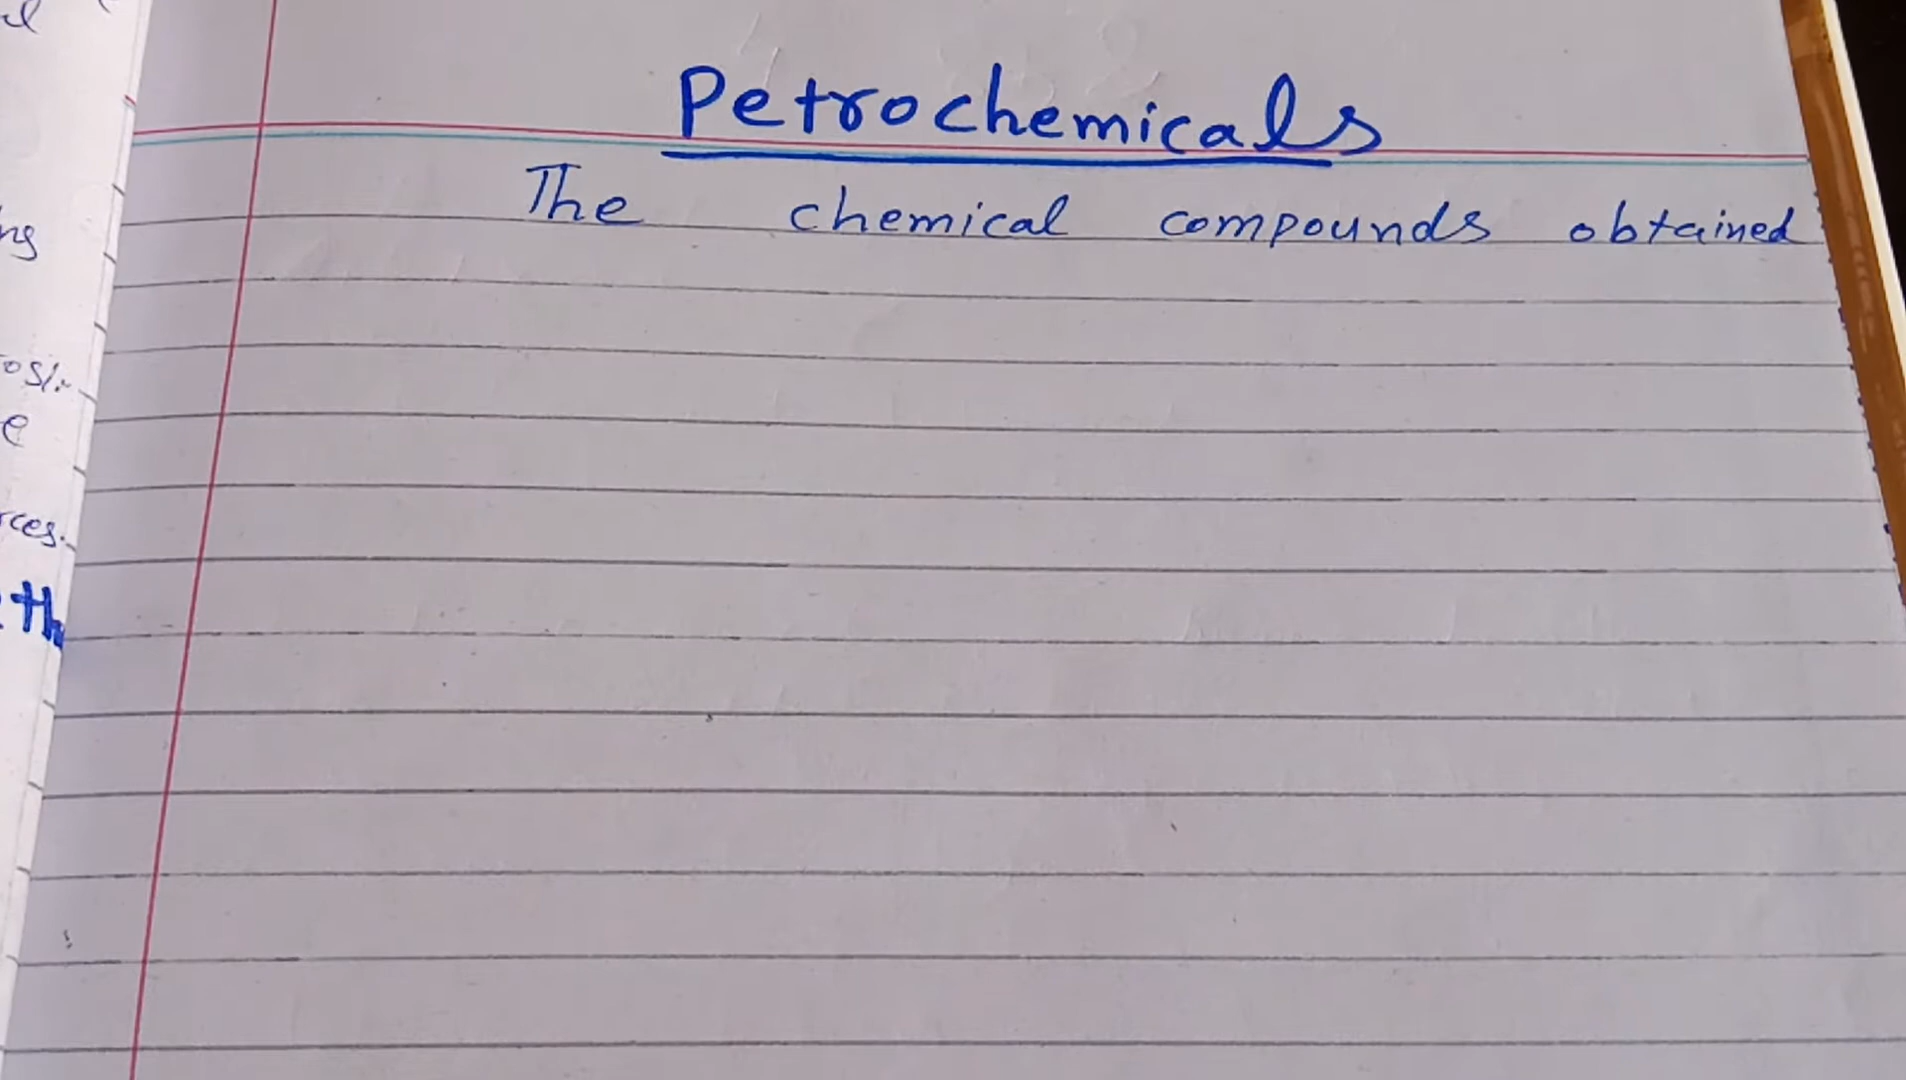 Petrochemicals
The chemical compounds obtained